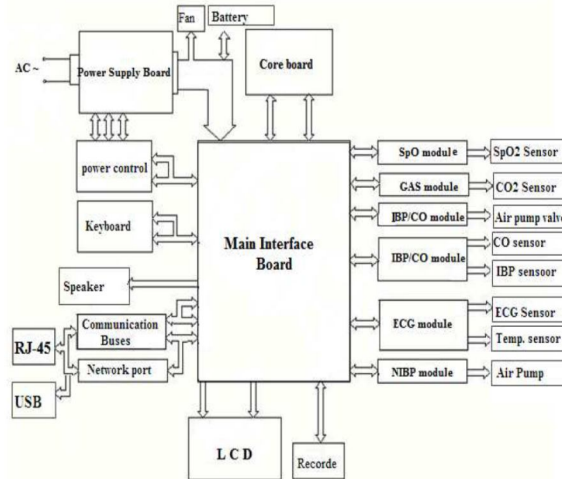 Fan
Battery
AC ~
Power Supply Board
Core board
power control
Keyboard
Speaker
Communication
Buses
RJ-45
Network port
USB
Main Interface
Board
SpO module
SpO2 Sensor
GAS module
CO2 Sensor
IBP/CO module
Air pump valve
IBP/CO module
CO sensor
IBP sensoor
ECG module
ECG Sensor
Temp. sensor
NIBP module
Air Pump
L C D
Recorde